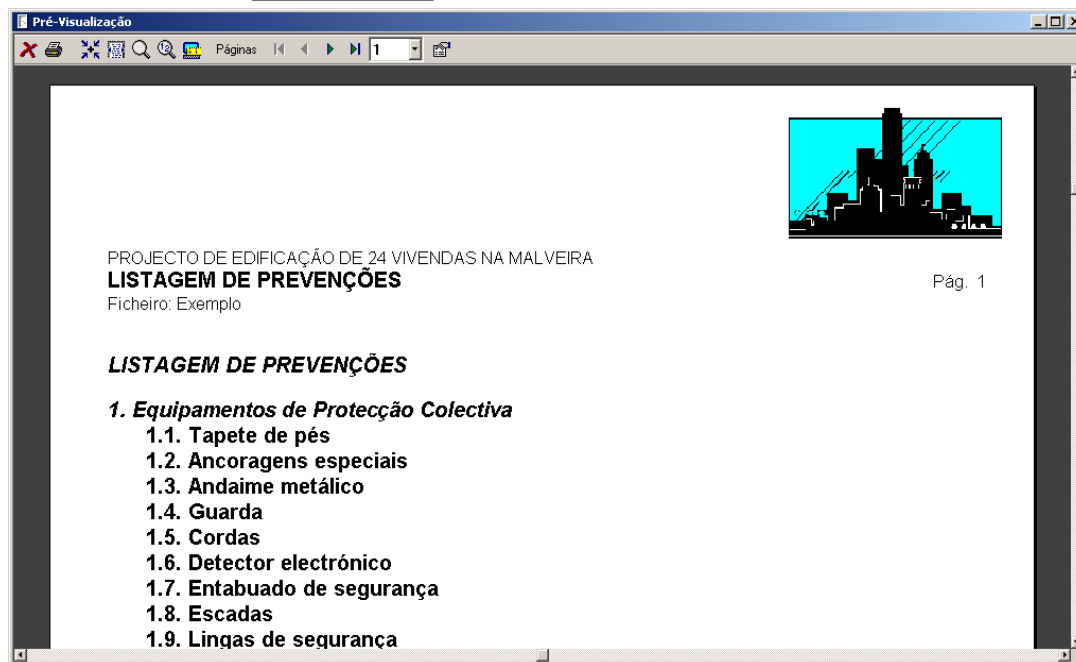 Pré-Visualização
Páginas 1
PROJECTO DE EDIFICAÇÃO DE 24 VIVENDAS NA MALVEIRA
LISTAGEM DE PREVENÇÕES Pág. 1
Ficheiro: Exemplo
LISTAGEM DE PREVENÇÕES
1. Equipamentos de Protecção Colectiva
1.1. Tapete de pés
1.2. Ancoragens especiais
1.3. Andaime metálico
1.4. Guarda
1.5. Cordas
1.6. Detector electrónico
1.7. Entabuado de segurança
1.8. Escadas
1.9. Lingas de segurança